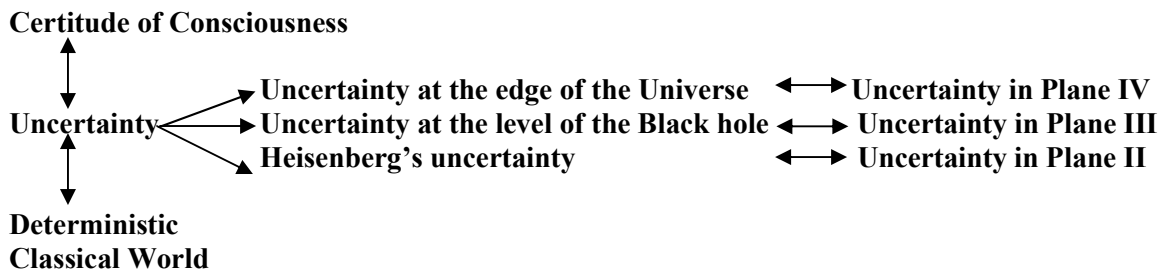 Certitude of Consciousness
Uncertainty at the edge of the Universe Uncertainty in Plane IV
Uncertainty Uncertainty at the level of the Black hole Uncertainty in Plane III
Heisenberg’s uncertainty Uncertainty in Plane II
Deterministic
Classical World